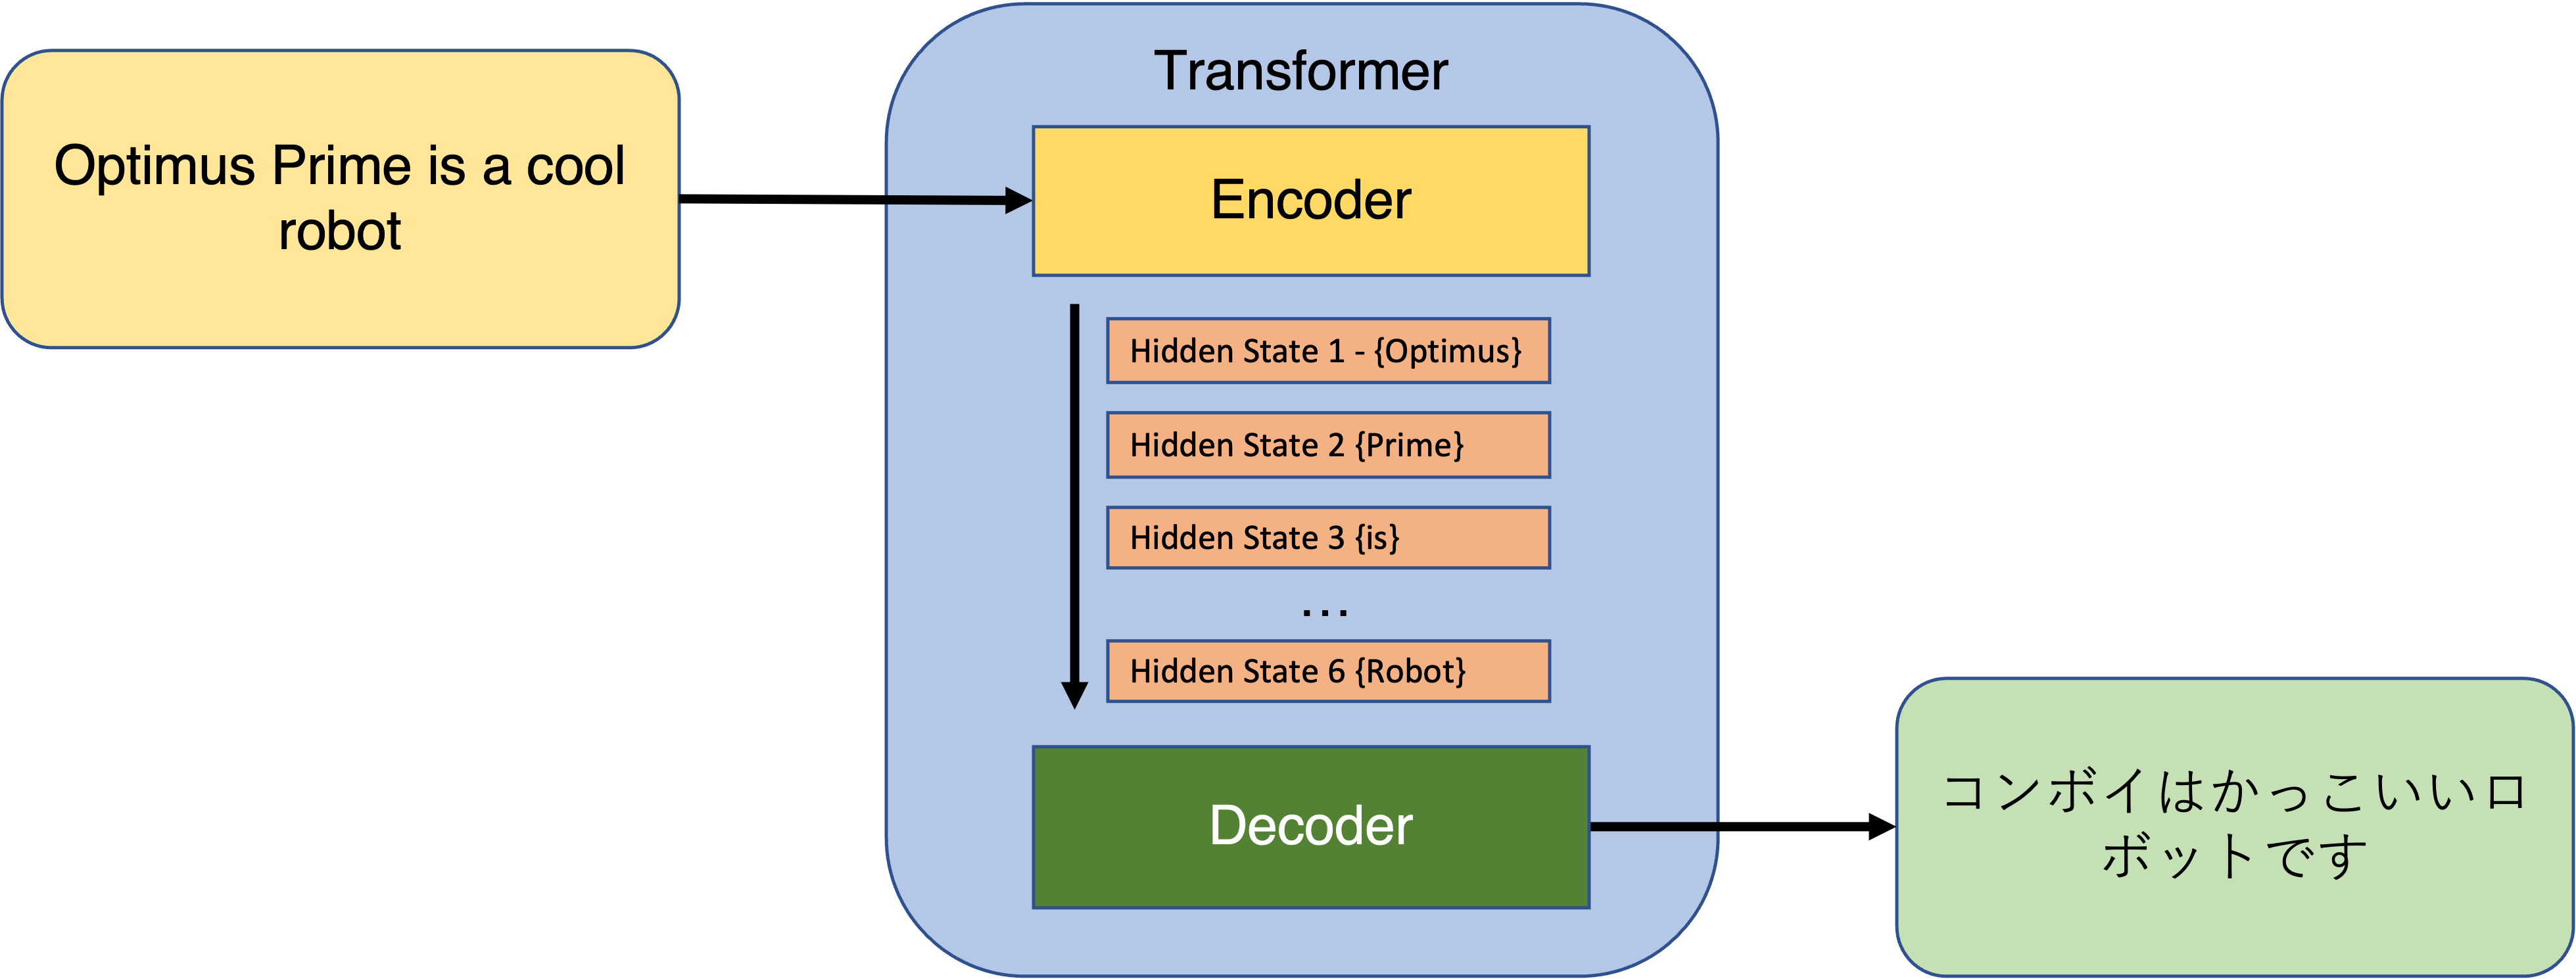 Transformer
Optimus Prime is a cool
robot
Encoder
Hidden State 1 - {Optimus}
Hidden State 2 {Prime}
Hidden State 3 {is}
...
Hidden State 6 {Robot}
Decoder
コンボイはかっこいいロ
ボットです